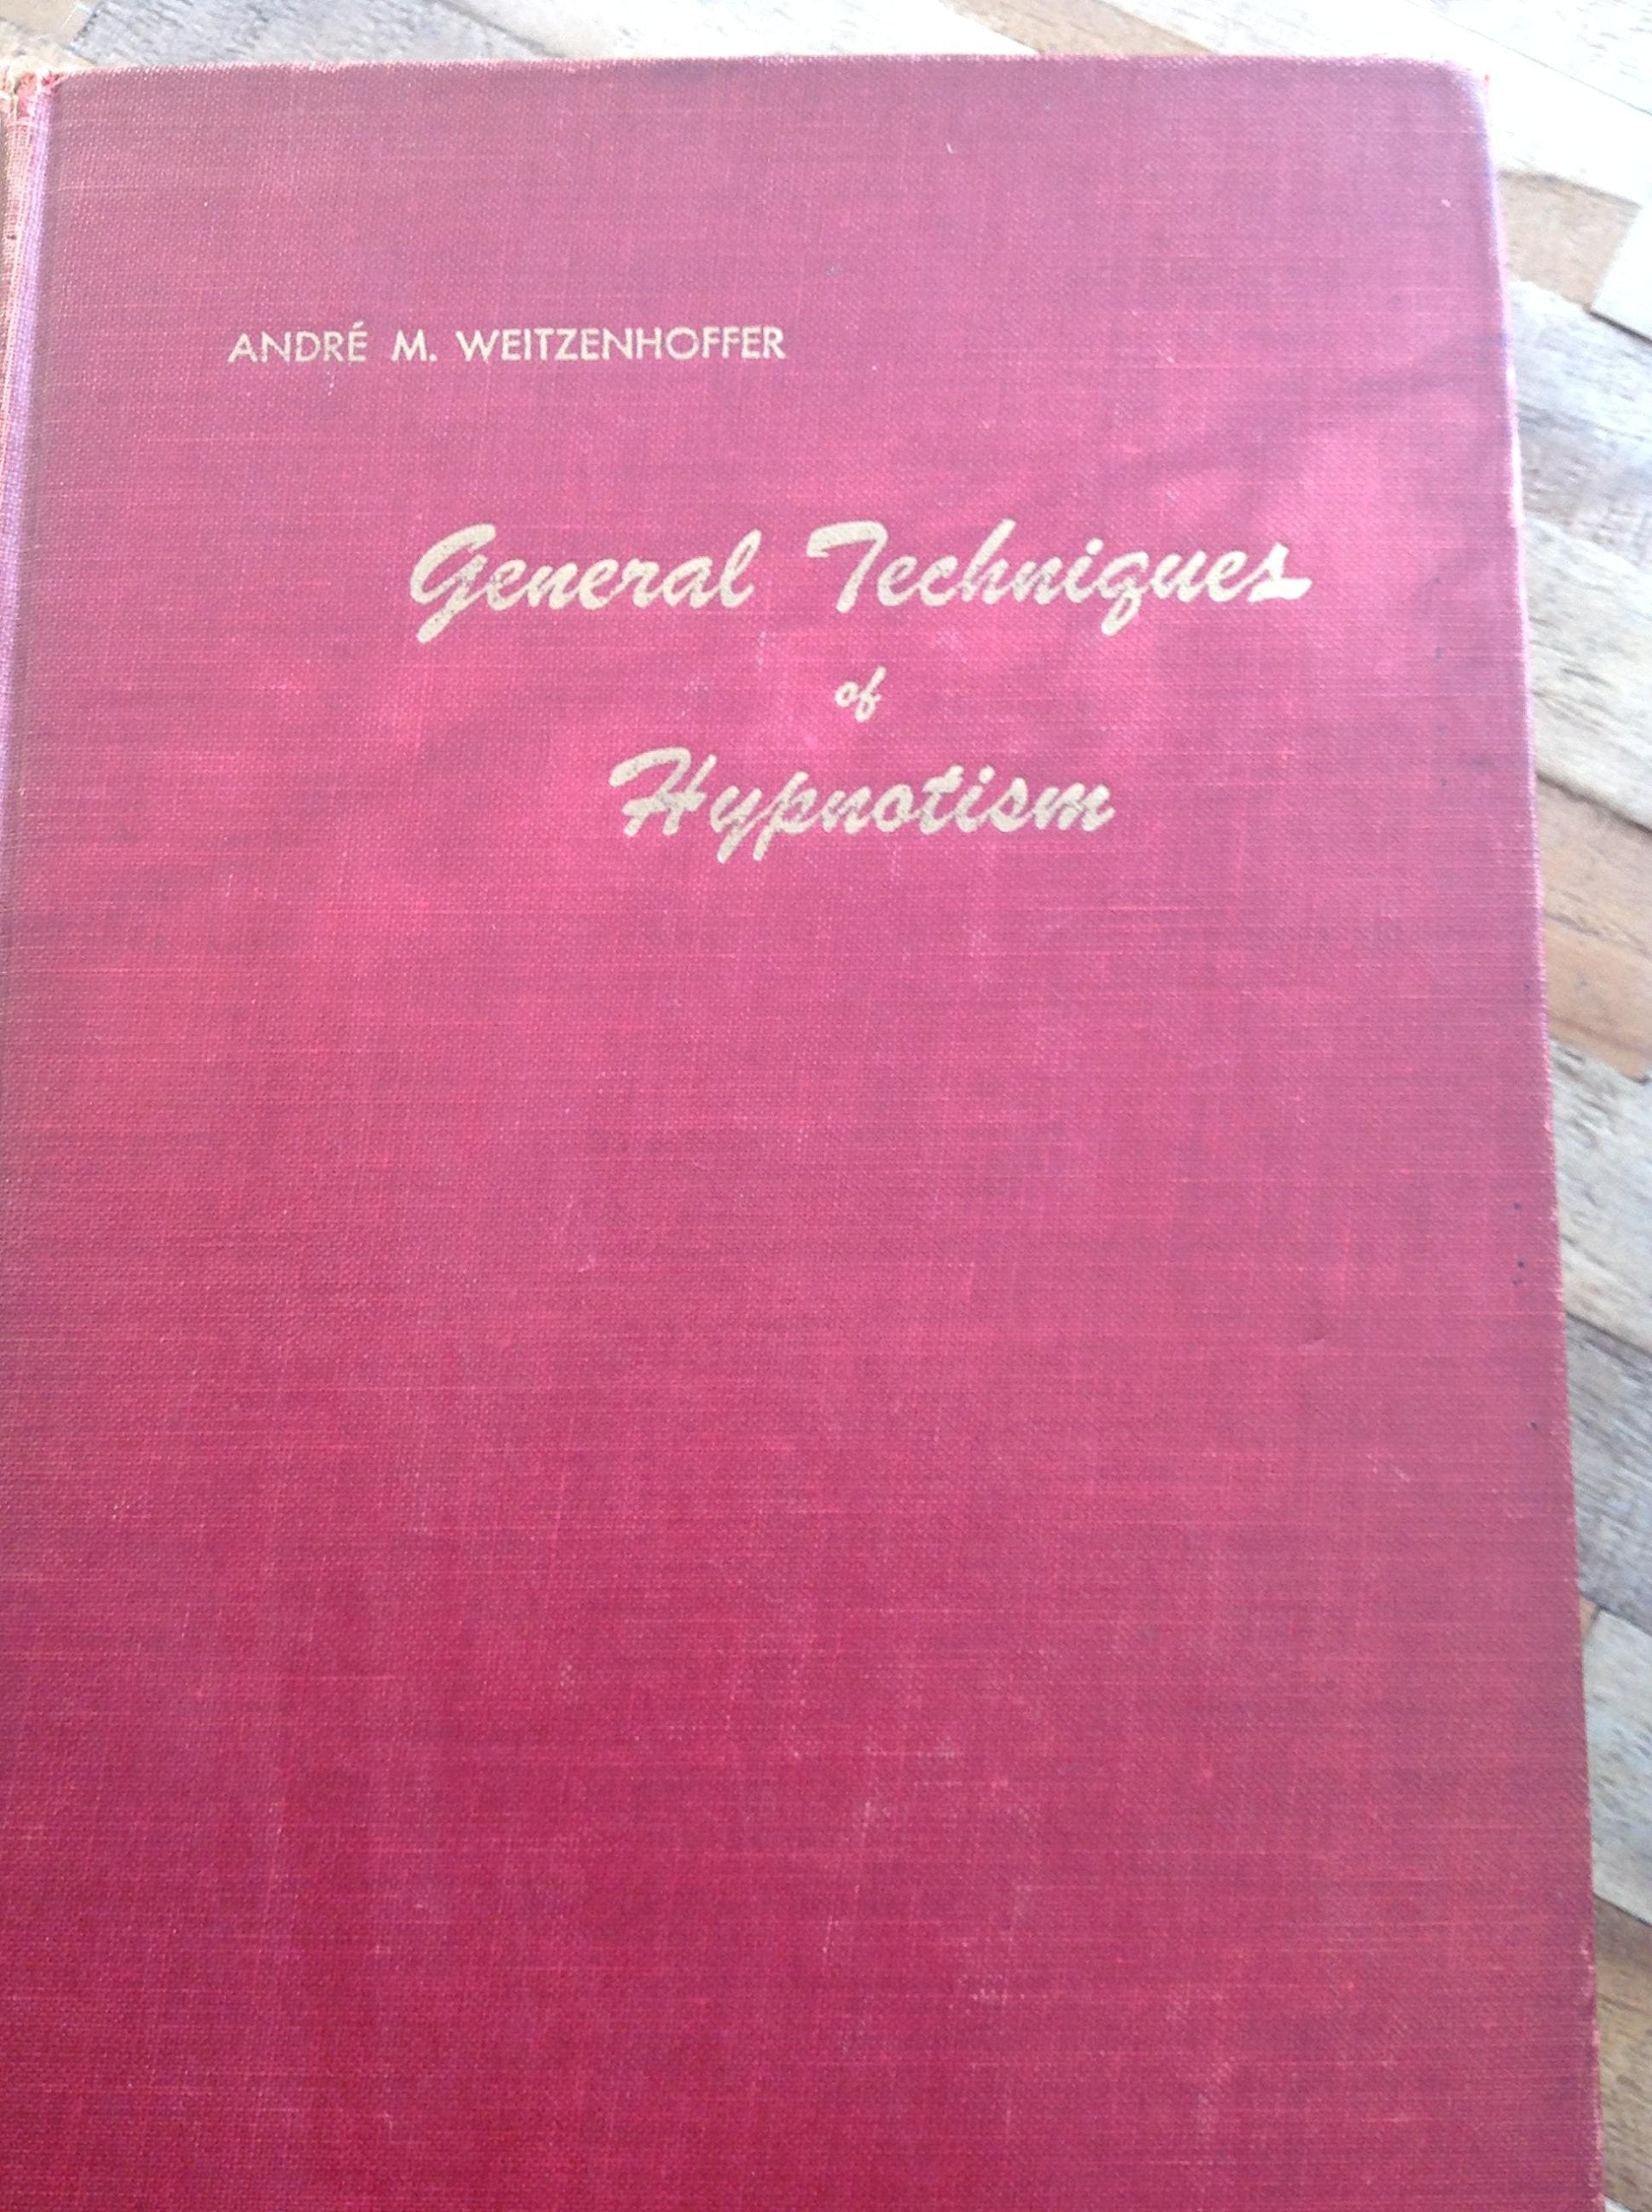 ANDRÉ M. WEITZENHOFFER
General Techniques
of
Hypnotism